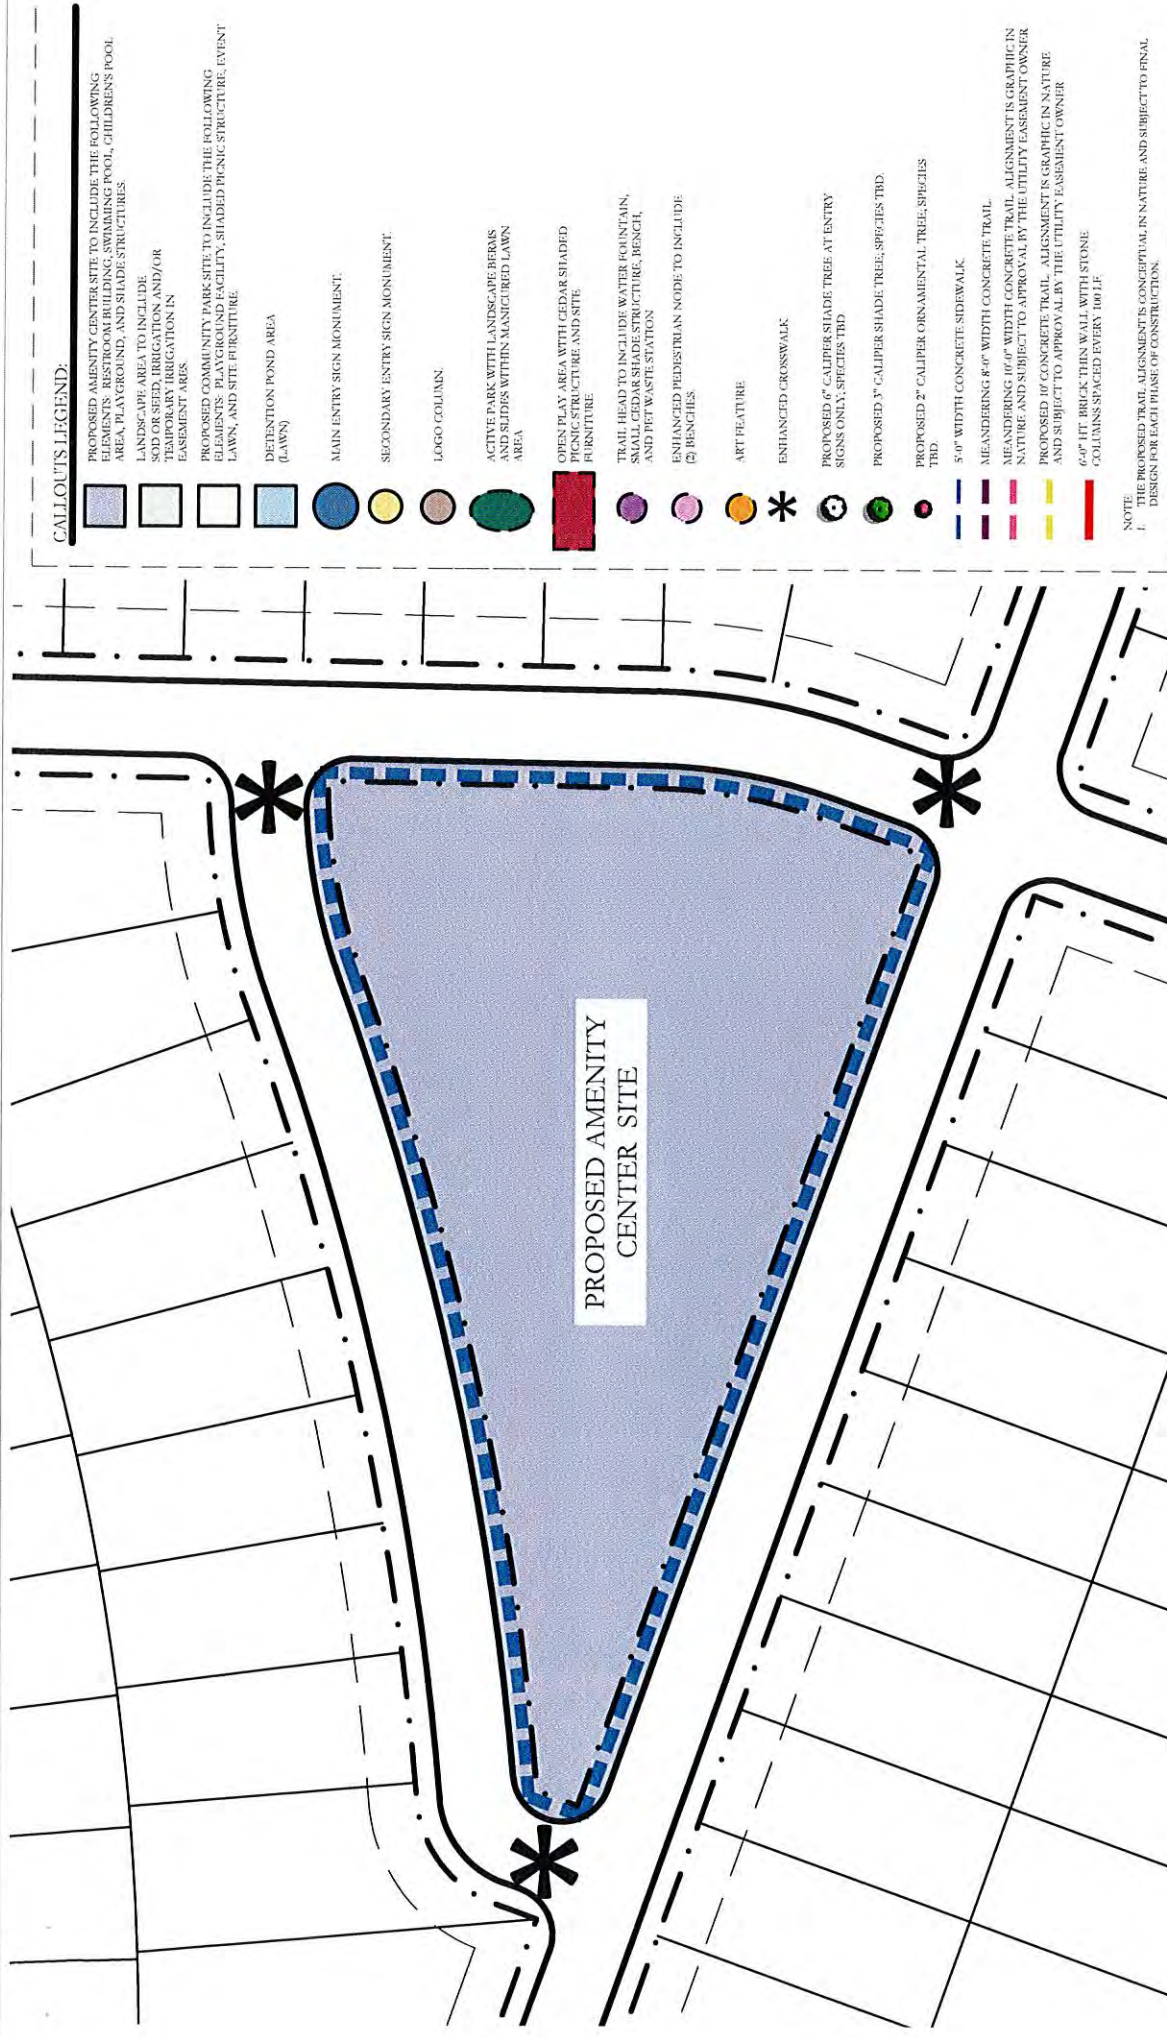 CALLOUTS LEGEND:
PROPOSED AMENITY CENTER SITE TO INCLUDE THE FOLLOWING
ELEMENTS: RESTROOM BUILDING, SWIMMING POOL, CHILDREN'S POOL
AREA, PLAYGROUND, AND SHADE STRUCTURES.
LANDSCAPE AREA TO INCLUDE
SOD OR SEED, IRRIGATION AND/OR
TEMPORARY IRRIGATION IN
EASEMENT ARES.
PROPOSED COMMUNITY PARK SITE TO INCLUDE THE FOLLOWING
ELEMENTS: PLAYGROUND FACILITY, SHADED PICNIC STRUCTURE, EVENT
LAWN, AND SITE FURNITURE
DETENTION POND AREA
(LAWN)
MAIN ENTRY SIGN MONUMENT.
SECONDARY ENTRY SIGN MONUMENT.
LOGO COLUMN.
ACTIVE PARK WITH LANDSCAPE BERMS
AND SLIDES WITHIN MANICURED LAWN
AREA
OPEN PLAY AREA WITH CEDAR SHADED
PICNIC STRUCTURE AND SITE
FURNITURE
TRAIL HEAD TO INCLUDE WATER FOUNTAIN,
SMALL CEDAR SHADE STRUCTURE, BENCH,
AND PET WASTE STATION
ENHANCED PEDESTRIAN NODE TO INCLUDE
(2) BENCHES.
ART FEATURE
ENHANCED CROSSWALK
PROPOSED 6" CALIPER SHADE TREE AT ENTRY
SIGNS ONLY; SPECIES TBD
PROPOSED 3" CALIPER SHADE TREE; SPECIES TBD.
PROPOSED 2" CALIPER ORNAMENTAL TREE; SPECIES
TBD.
5'-0" WIDTH CONCRETE SIDEWALK.
MEANDERING 8'-0" WIDTH CONCRETE TRAIL.
MEANDERING 10'-0" WIDTH CONCRETE TRAIL. ALIGNMENT IS GRAPHIC IN
NATURE AND SUBJECT TO APPROVAL BY THE UTILITY EASEMENT OWNER
PROPOSED 10' CONCRETE TRAIL. ALIGNMENT IS GRAPHIC IN NATURE
AND SUBJECT TO APPROVAL BY THE UTILITY EASEMENT OWNER
6'-0" HT. BRICK THIN WALL WITH STONE
COLUMNS SPACED EVERY 100 LF
NOTE
1. THE PROPOSED TRAIL ALIGNMENT IS CONCEPTUAL IN NATURE AND SUBJECT TO FINAL
DESIGN FOR EACH PHASE OF CONSTRUCTION.
PROPOSED AMENITY
CENTER SITE